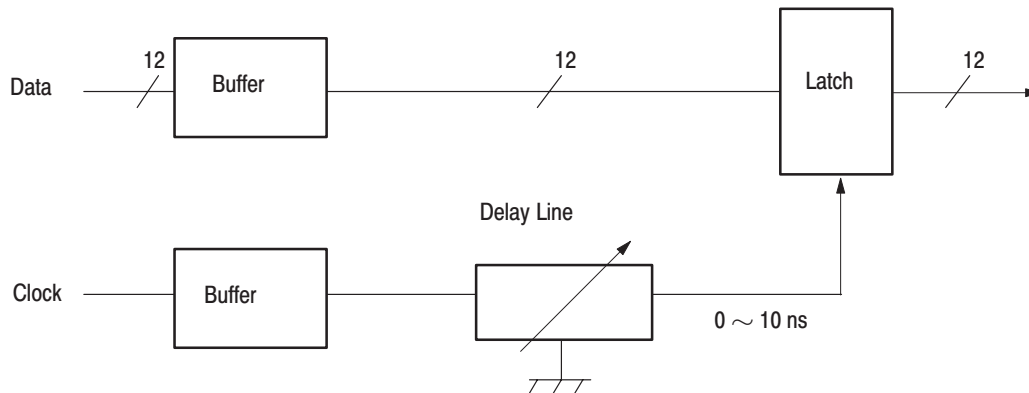 12
12
12
Data
Buffer
Latch
Delay Line
Clock
Buffer
0 ∼ 10 ns